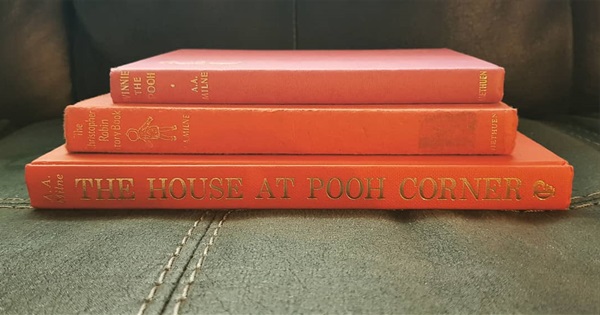 WINNIE
THE
POOH
A.A.
MILNE
METHUEN
The
Christopher
Robin
Story Book
MILNE
METHUEN
A.A.
Milne
THE HOUSE AT POOH CORNER